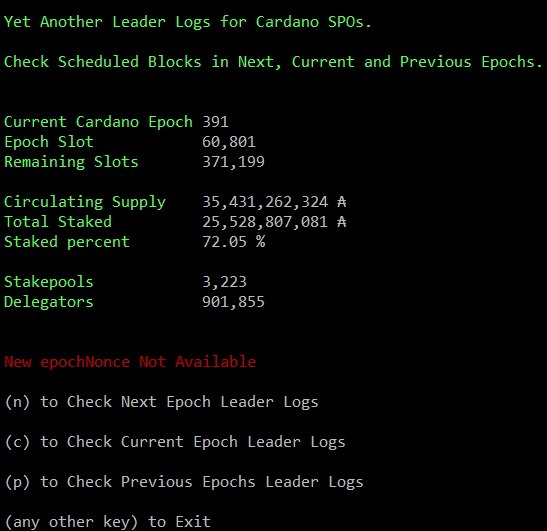 Yet Another Leader Logs for Cardano SPOs.
Check Scheduled Blocks in Next, Current and Previous Epochs.
Current Cardano Epoch 391
Epoch Slot 60,801
Remaining Slots 371,199
Circulating Supply 35,431,262,324 ₳
Total Staked 25,528,807,081 ₳
Staked percent 72.05 %
Stakepools 3,223
Delegators 901,855
New epochNonce Not Available
(n) to Check Next Epoch Leader Logs
(c) to Check Current Epoch Leader Logs
(p) to Check Previous Epochs Leader Logs
(any other key) to Exit